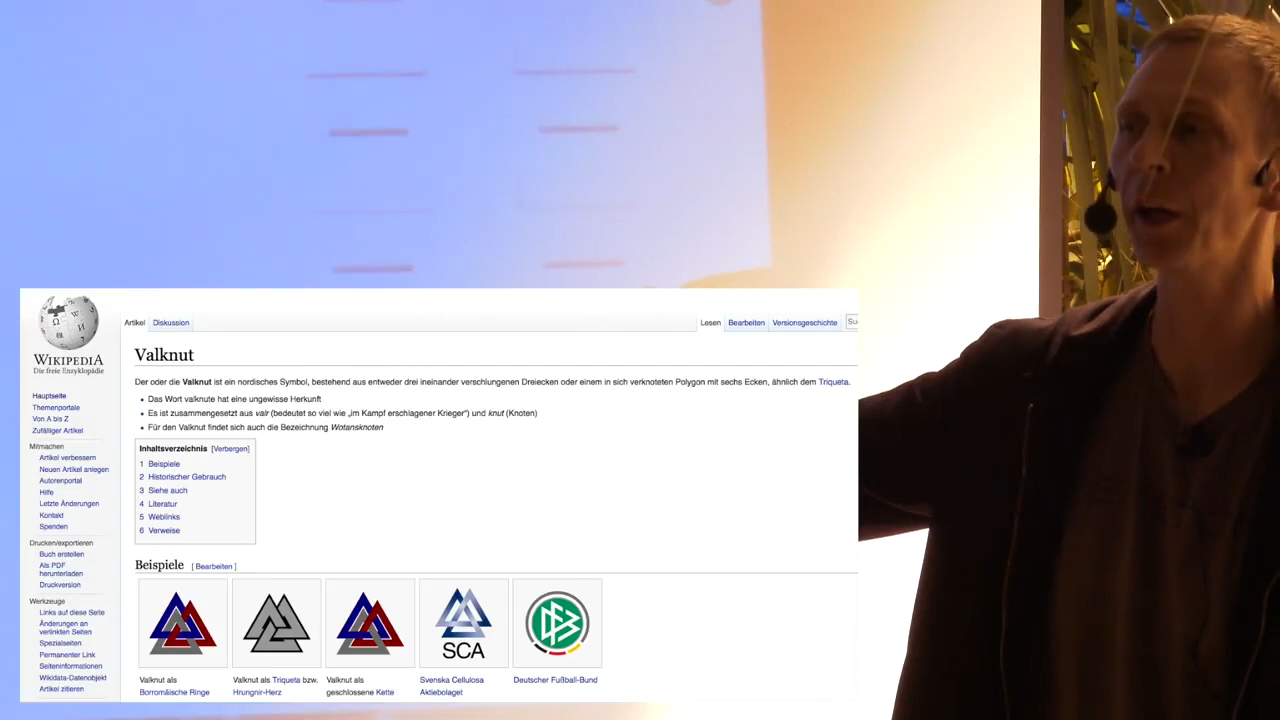 WIKIPEDIA
Die freie Enzyklopädie
Hauptseite
Themenportale
Von A bis Z
Zufälliger Artikel
Mitmachen
Artikel verbessern
Neuen Artikel anlegen
Autorenportal
Hilfe
Letzte Änderungen
Kontakt
Spenden
Drucken/exportieren
Buch erstellen
Als PDF
herunterladen
Druckversion
Werkzeuge
Links auf diese Seite
Änderungen an
verlinkten Seiten
Spezialseiten
Permanenter Link
Seiteninformationen
Wikidata-Datenobjekt
Artikel zitieren
Artikel Diskussion
Lesen Bearbeiten Versionsgeschichte
Valknut
Der oder die Valknut ist ein nordisches Symbol, bestehend aus entweder drei ineinander verschlungenen Dreiecken oder einem in sich verknoteten Polygon mit sechs Ecken, ähnlich dem Triquetra.
Das Wort valknute hat eine ungewisse Herkunft
Es ist zusammengesetzt aus valr (bedeutet so viel wie „im Kampf erschlagener Krieger") und knut (Knoten)
Für den Valknut findet sich auch die Bezeichnung Wotansknoten
Inhaltsverzeichnis [Verbergen]
1 Beispiele
2 Historischer Gebrauch
3 Siehe auch
4 Literatur
5 Weblinks
6 Verweise
Beispiele [ Bearbeiten ]
SCA
DFB
Valknut als
Borromäische Ringe
Valknut als Triqueta bzw.
Hrungnir-Herz
Valknut als
geschlossene Kette
Svenska Cellulosa
Aktiebolaget
Deutscher Fußball-Bund